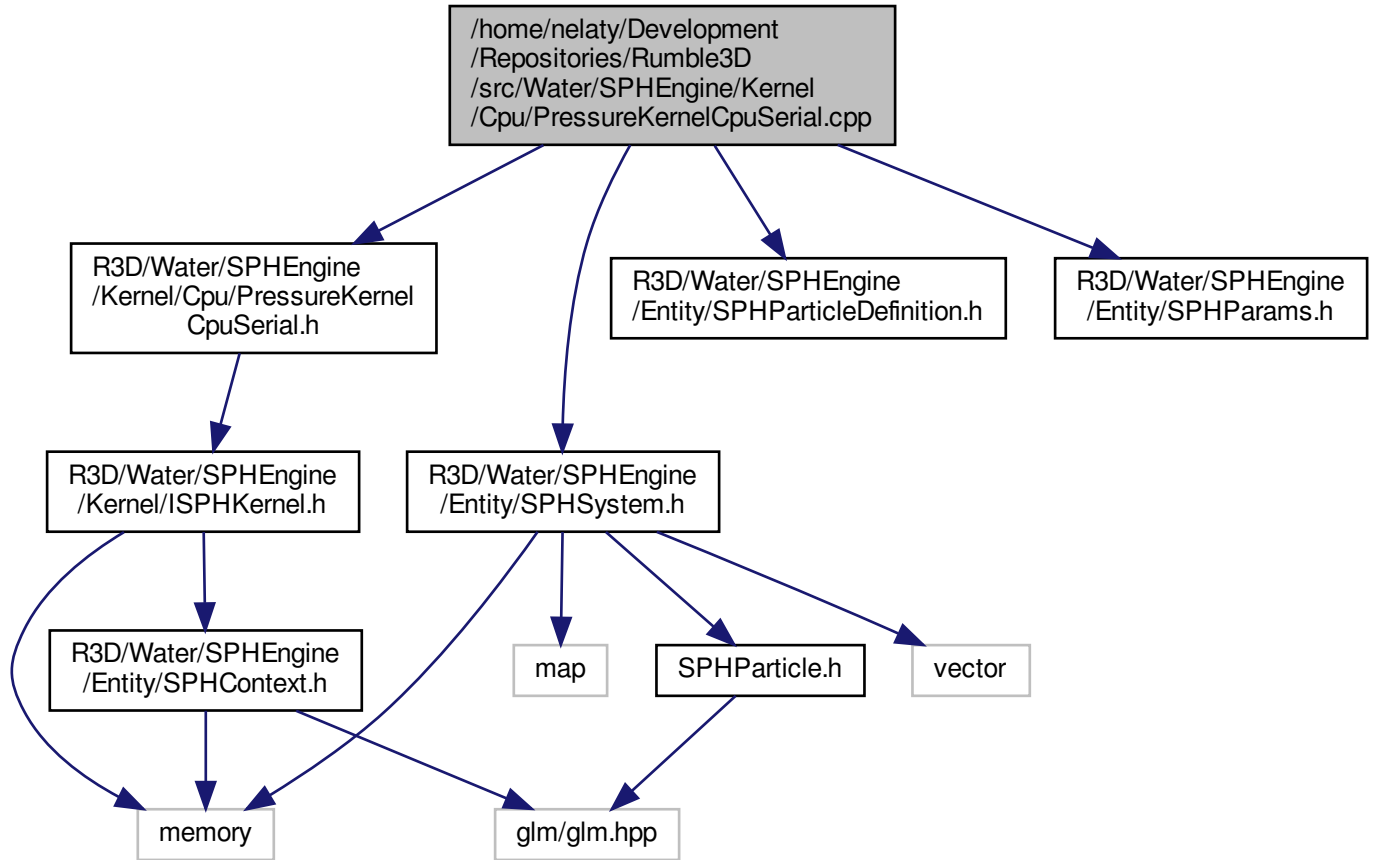 /home/nelaty/Development
/Repositories/Rumble3D
/src/Water/SPHEngine/Kernel
/Cpu/PressureKernelCpuSerial.cpp
R3D/Water/SPHEngine
/Kernel/Cpu/PressureKernel
CpuSerial.h
R3D/Water/SPHEngine
/Entity/SPHParticleDefinition.h
R3D/Water/SPHEngine
/Entity/SPHParams.h
R3D/Water/SPHEngine
/Kernel/ISPHKernel.h
R3D/Water/SPHEngine
/Entity/SPHSystem.h
R3D/Water/SPHEngine
/Entity/SPHContext.h
map
SPHParticle.h
vector
memory
glm/glm.hpp